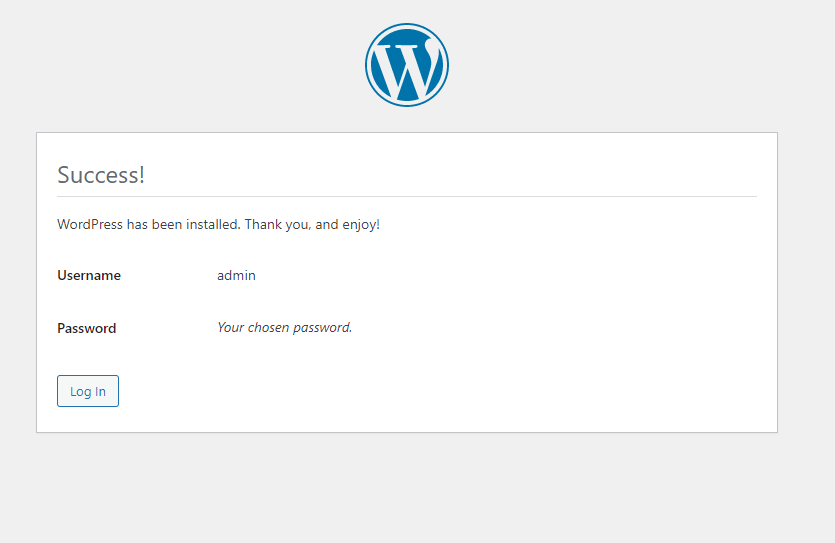 Success!
WordPress has been installed. Thank you, and enjoy!
Username admin
Password Your chosen password.
Log In